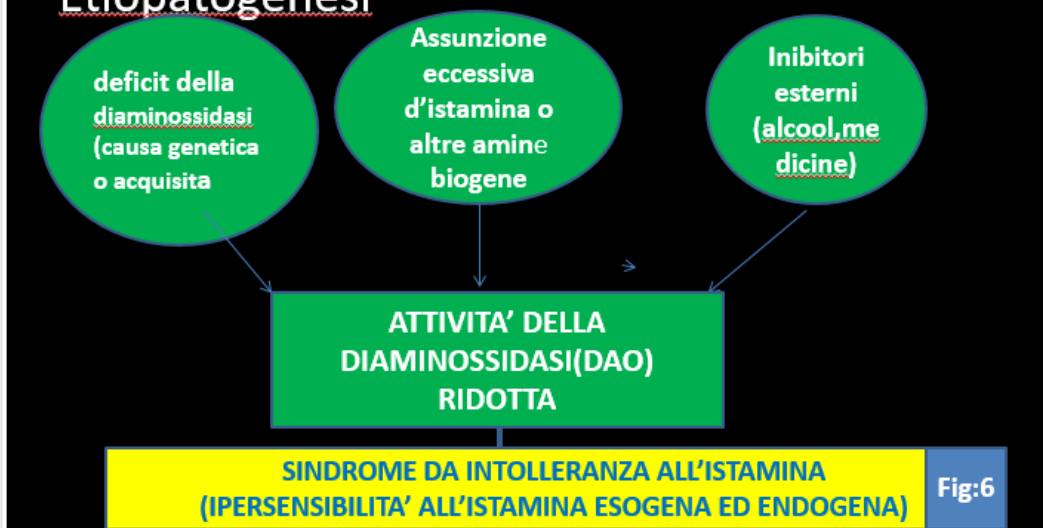 Etiopatogenesi
deficit della
diaminossidasi
(causa genetica
o acquisita
Assunzione
eccessiva
d’istamina o
altre amine
biogene
Inibitori
esterni
(alcool,me
dicine)
ATTIVITA’ DELLA
DIAMINOSSIDASI(DAO)
RIDOTTA
SINDROME DA INTOLLERANZA ALL’ISTAMINA
(IPERSENSIBILITA’ ALL’ISTAMINA ESOGENA ED ENDOGENA)
Fig:6